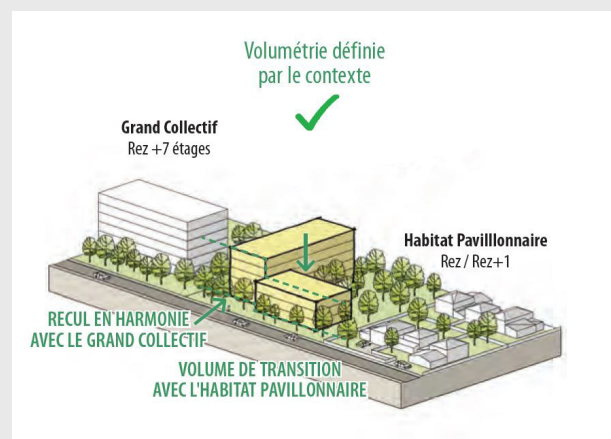 Volumétrie définie
par le contexte
Grand Collectif
Rez +7 étages
Habitat Pavilllonnaire
Rez / Rez+1
RECUL EN HARMONIE
AVEC LE GRAND COLLECTIF
VOLUME DE TRANSITION
AVEC L'HABITAT PAVILLONNAIRE